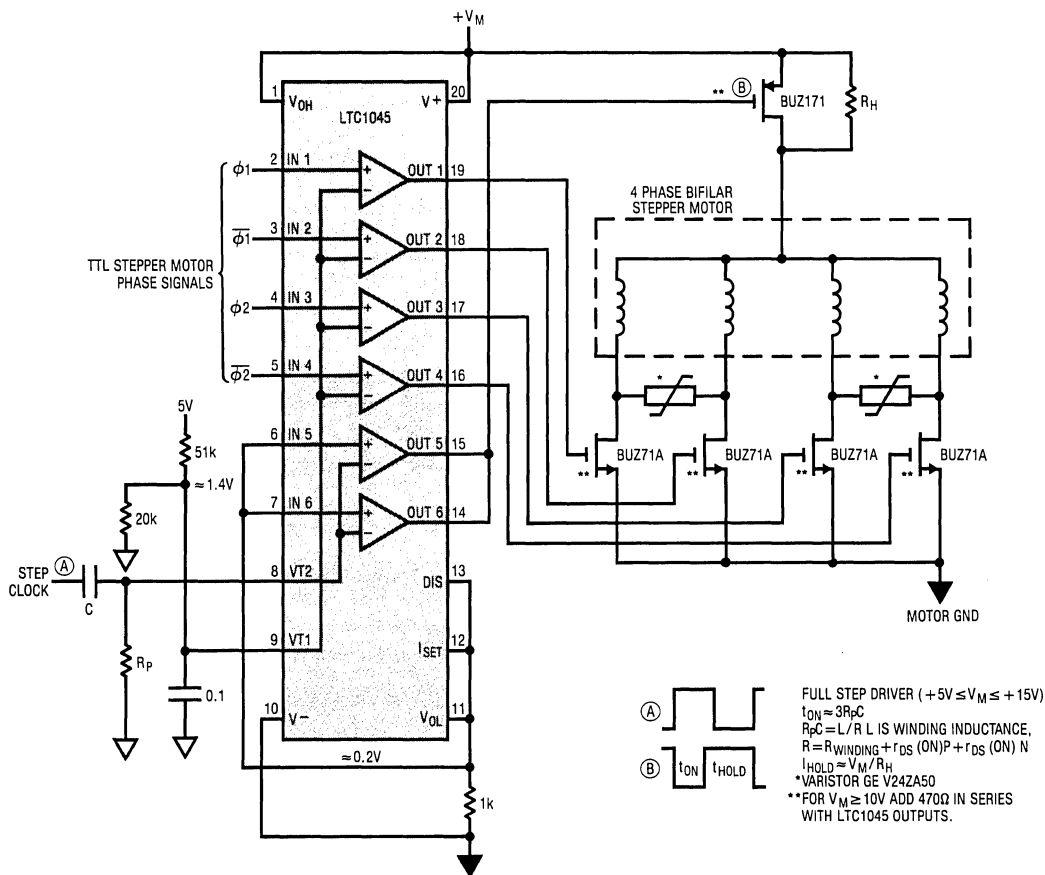 +VM
1 VOH
V+ 20
LTC1045
** Ⓑ
BUZ171
RH
ϕ1 2 IN 1
OUT 1 19
4 PHASE BIFILAR
STEPPER MOTOR
ϕ1̅ 3 IN 2
OUT 2 18
TTL STEPPER MOTOR
PHASE SIGNALS
ϕ2 4 IN 3
OUT 3 17
ϕ2̅ 5 IN 4
OUT 4 16
* *
5V
51k
6 IN 5
OUT 5 15
BUZ71A BUZ71A BUZ71A BUZ71A
** ** ** **
≈1.4V
20k
7 IN 6
OUT 6 14
STEP
CLOCK
Ⓐ
C
8 VT2
DIS 13
MOTOR GND
RP
9 VT1
ISET 12
0.1
10 V−
VOL 11
≈0.2V
1k
Ⓐ
Ⓑ tON tHOLD
FULL STEP DRIVER (+5V ≤ VM ≤ +15V)
tON ≈ 3RPC
RPC = L/R L IS WINDING INDUCTANCE,
R = RWINDING + rDS (ON)P + rDS (ON) N
IHOLD ≈ VM/RH
*VARISTOR GE V24ZA50
**FOR VM ≥ 10V ADD 470Ω IN SERIES
WITH LTC1045 OUTPUTS.
+ − + − + − + − + − + −